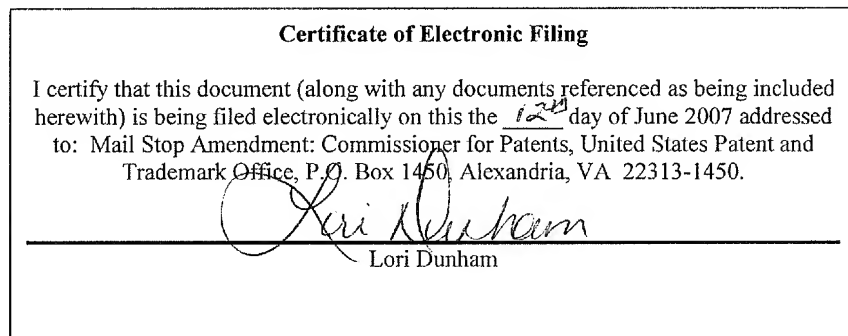 Certificate of Electronic Filing
I certify that this document (along with any documents referenced as being included
herewith) is being filed electronically on this the 12th day of June 2007 addressed
to: Mail Stop Amendment: Commissioner for Patents, United States Patent and
Trademark Office, P.O. Box 1450, Alexandria, VA 22313-1450.
Lori Dunham
Lori Dunham